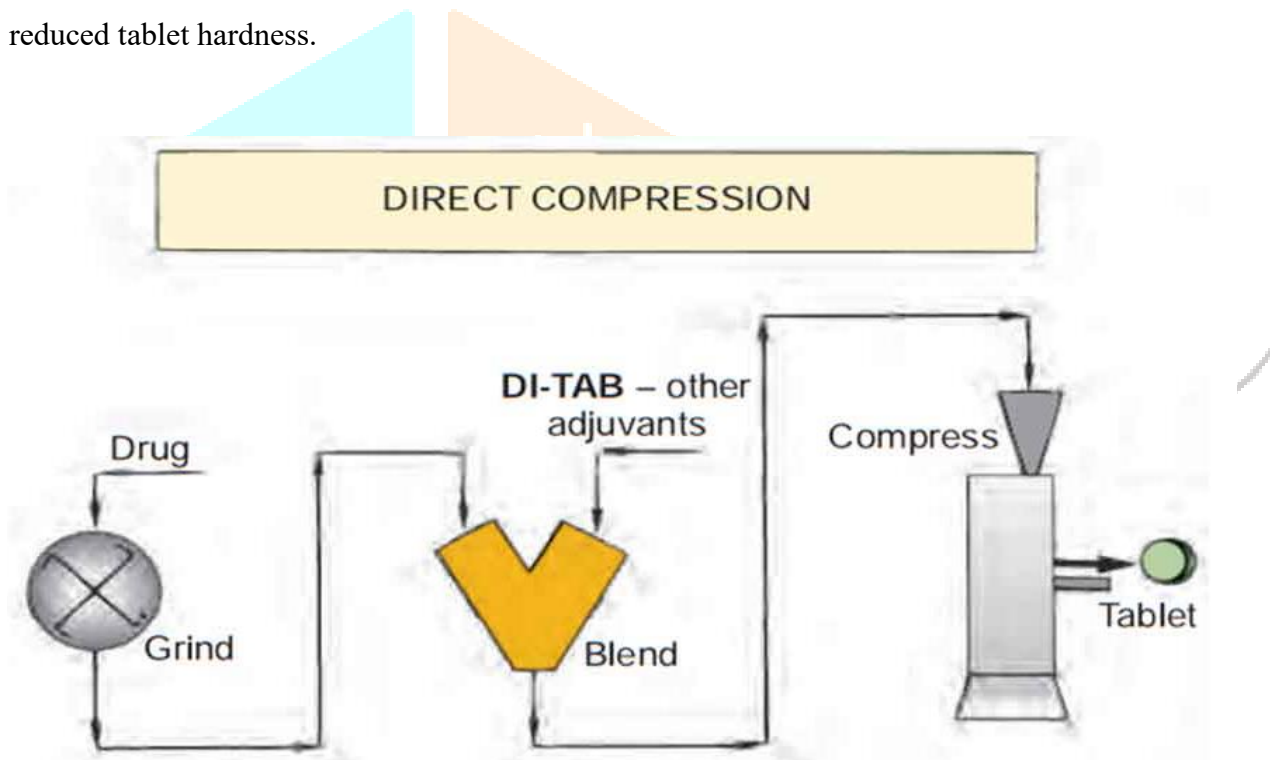 reduced tablet hardness.
DIRECT COMPRESSION
DI-TAB – other
adjuvants
Drug
Compress
Grind
Blend
Tablet